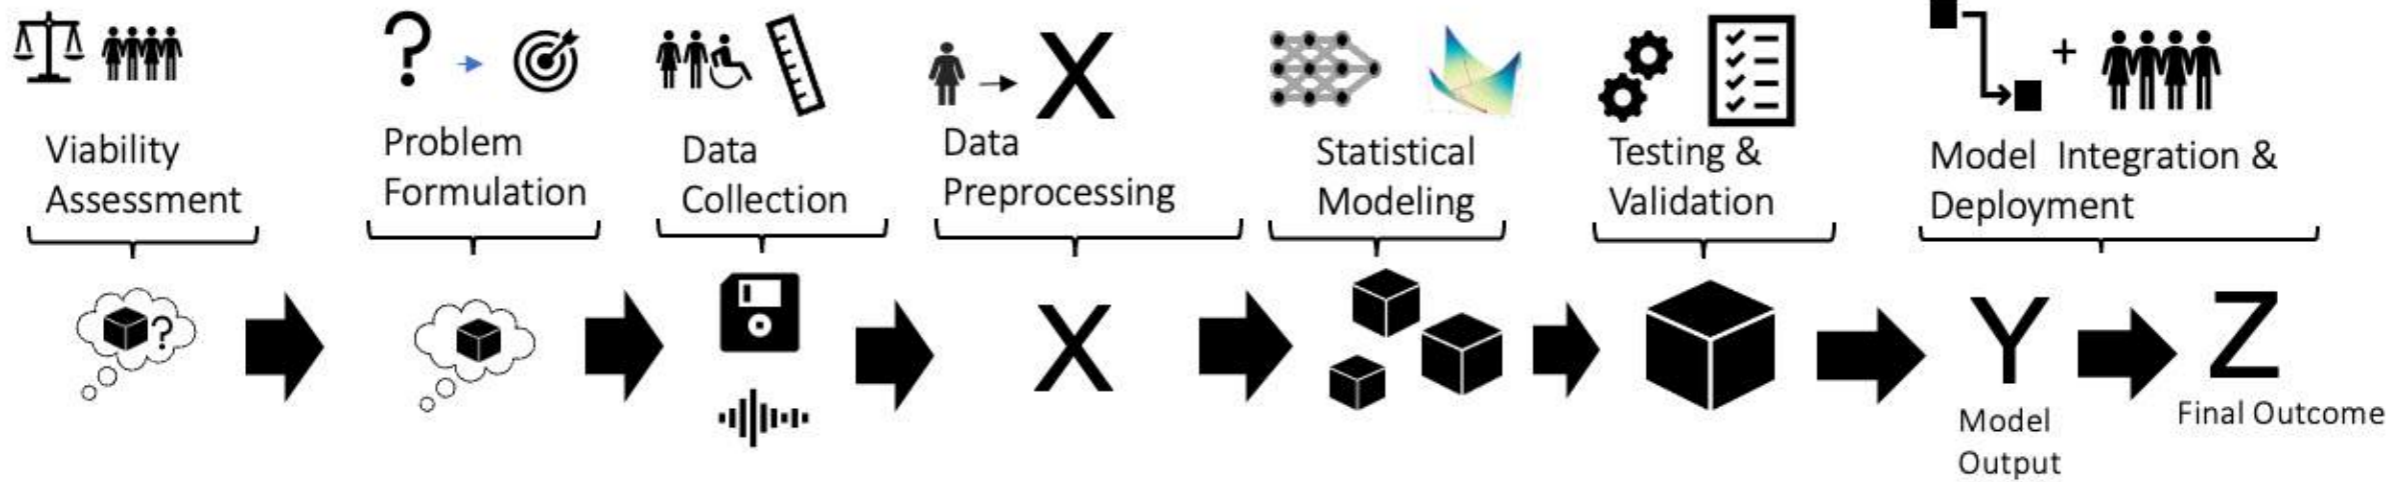 Viability
Assessment
?
Problem
Formulation
Data
Collection
X
Data
Preprocessing
Statistical
Modeling
Testing &
Validation
+
Model Integration &
Deployment
?
X
Y
Model
Output
Z
Final Outcome